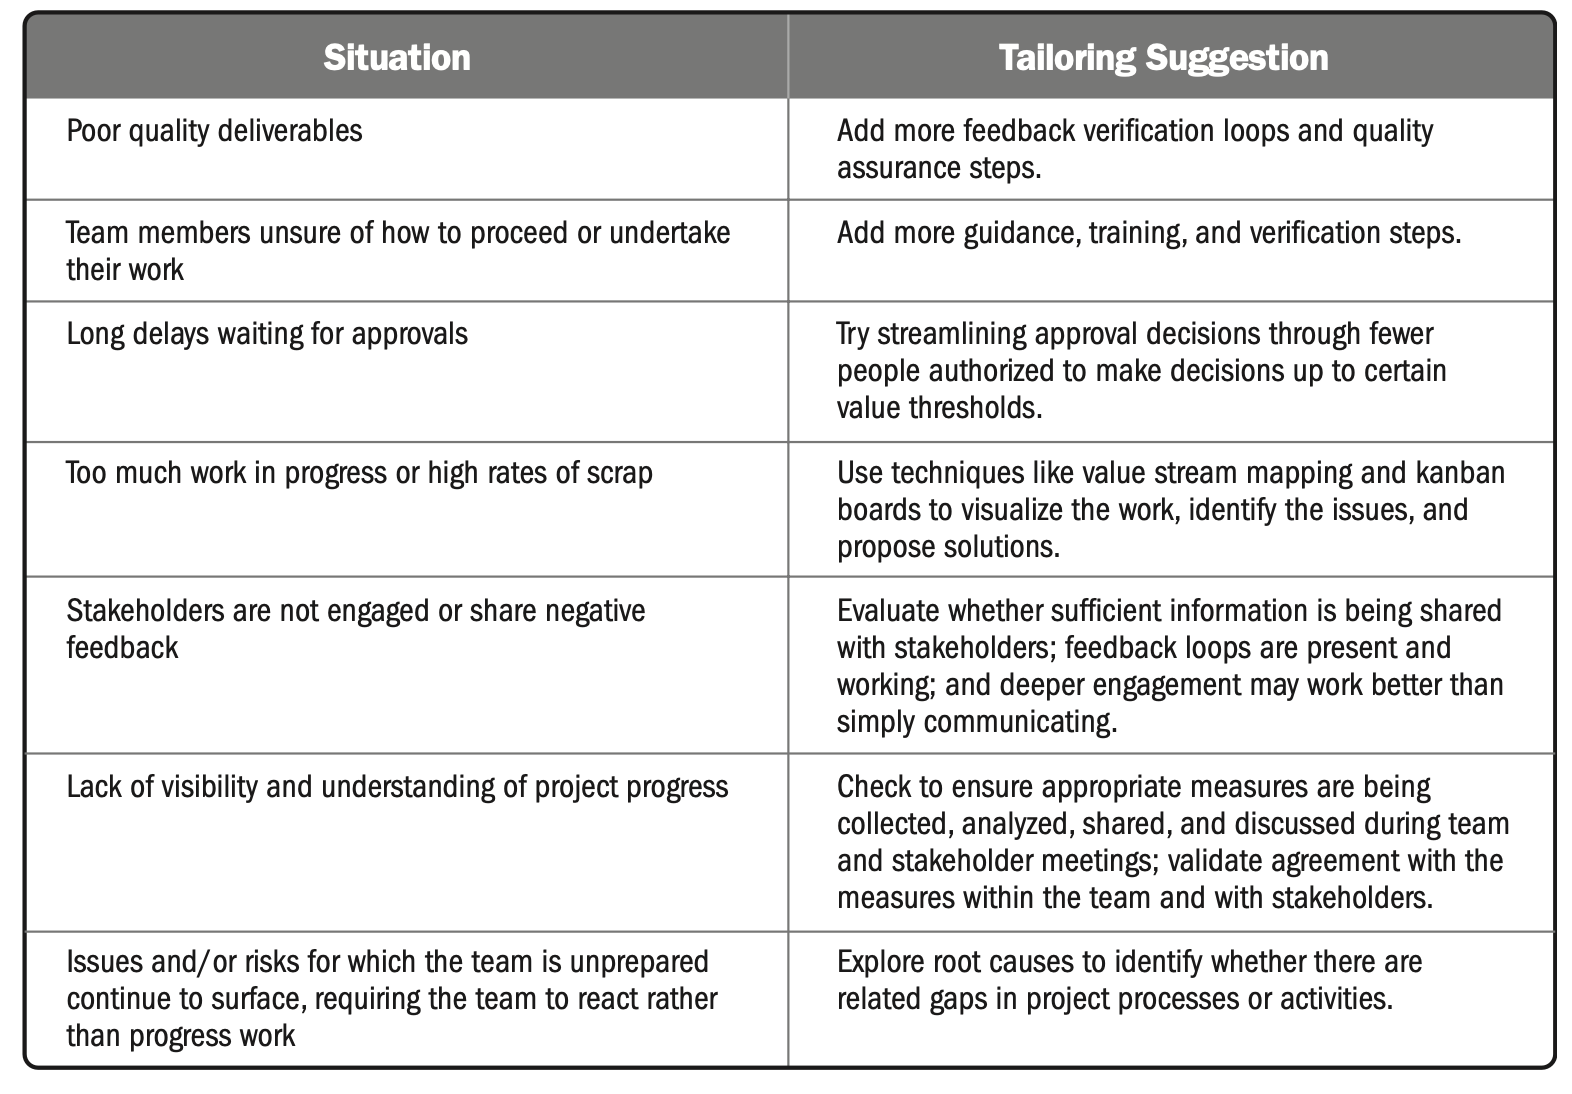 Situation
Tailoring Suggestion
Poor quality deliverables
Add more feedback verification loops and quality
assurance steps.
Team members unsure of how to proceed or undertake
their work
Add more guidance, training, and verification steps.
Long delays waiting for approvals
Try streamlining approval decisions through fewer
people authorized to make decisions up to certain
value thresholds.
Too much work in progress or high rates of scrap
Use techniques like value stream mapping and kanban
boards to visualize the work, identify the issues, and
propose solutions.
Stakeholders are not engaged or share negative
feedback
Evaluate whether sufficient information is being shared
with stakeholders; feedback loops are present and
working; and deeper engagement may work better than
simply communicating.
Lack of visibility and understanding of project progress
Check to ensure appropriate measures are being
collected, analyzed, shared, and discussed during team
and stakeholder meetings; validate agreement with the
measures within the team and with stakeholders.
Issues and/or risks for which the team is unprepared
continue to surface, requiring the team to react rather
than progress work
Explore root causes to identify whether there are
related gaps in project processes or activities.